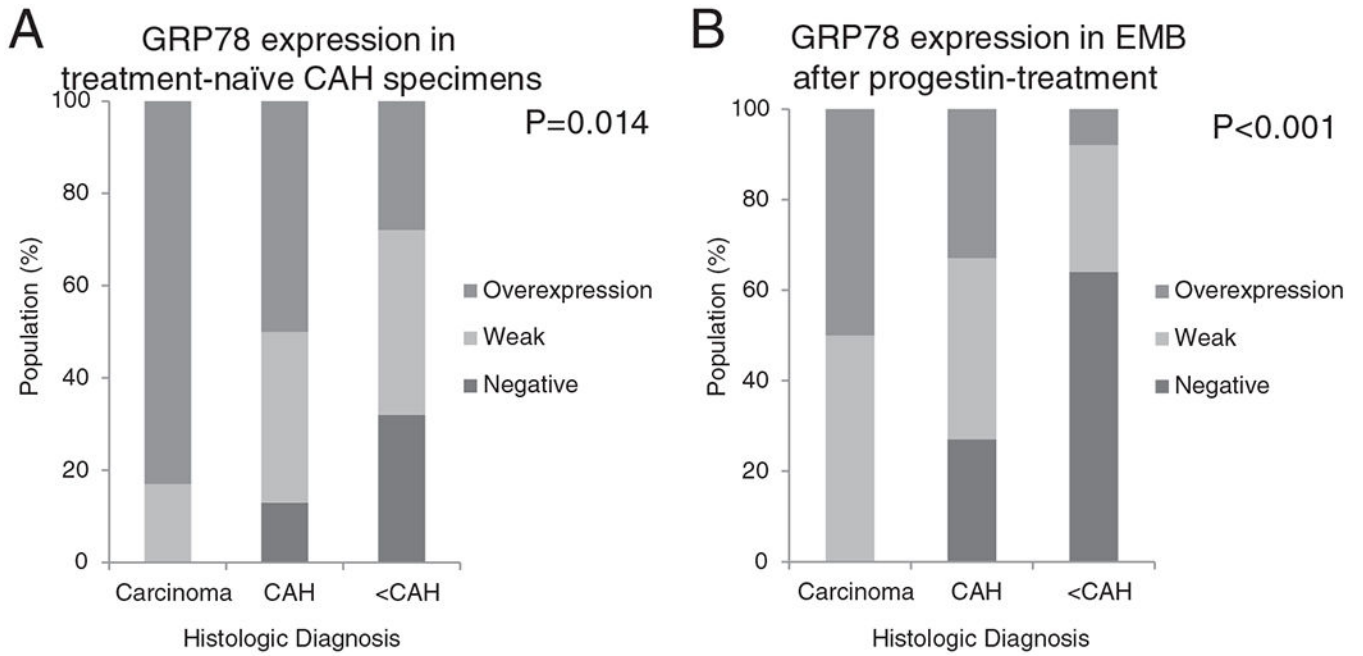 A
GRP78 expression in
treatment-naïve CAH specimens
P=0.014
100
80
60
40
20
0
Population (%)
Carcinoma CAH <CAH
Histologic Diagnosis
Overexpression
Weak
Negative
B
GRP78 expression in EMB
after progestin-treatment
P<0.001
100
80
60
40
20
0
Population (%)
Carcinoma CAH <CAH
Histologic Diagnosis
Overexpression
Weak
Negative